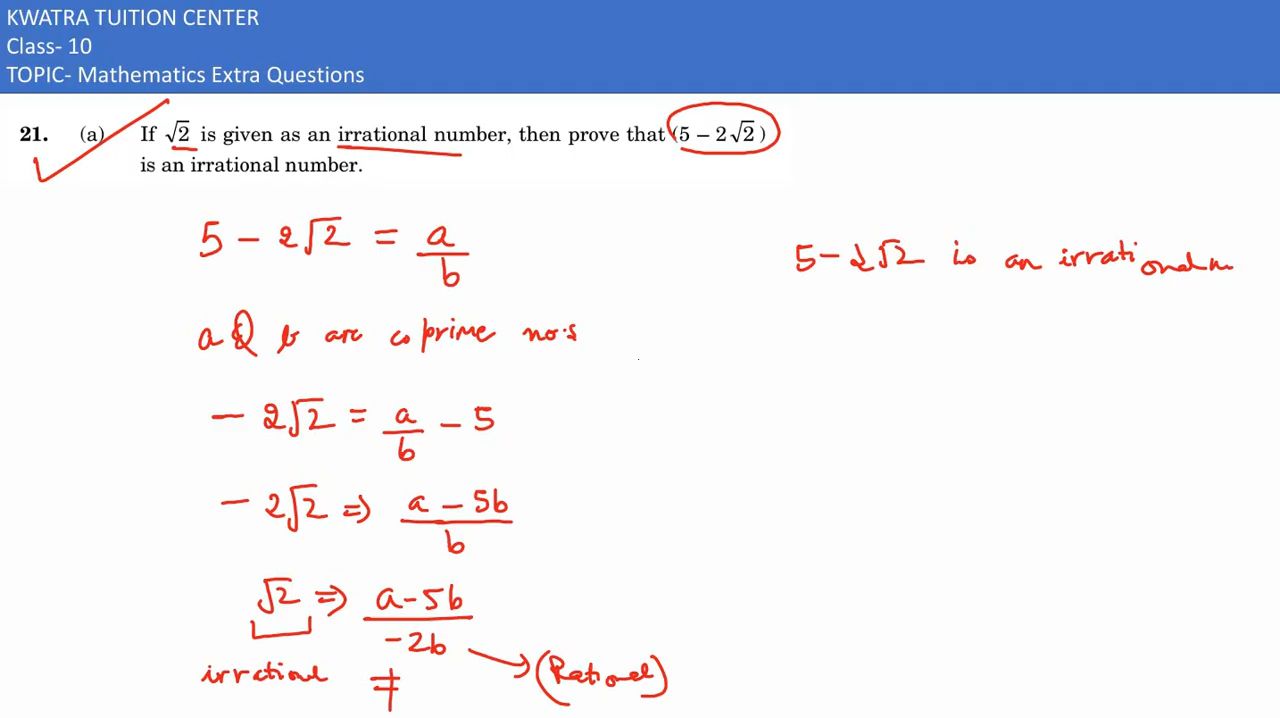 KWATRA TUITION CENTER
Class- 10
TOPIC- Mathematics Extra Questions
21. (a) If √2 is given as an irrational number, then prove that (5 – 2√2)
is an irrational number.
5 - 2√2 = a/b
a & b are coprime no:s
- 2√2 = a/b - 5
- 2√2 ⇒ (a - 5b)/b
√2 ⇒ (a - 5b)/(-2b)
irrational ≠ (Rational)
5 - 2√2 is an irrational